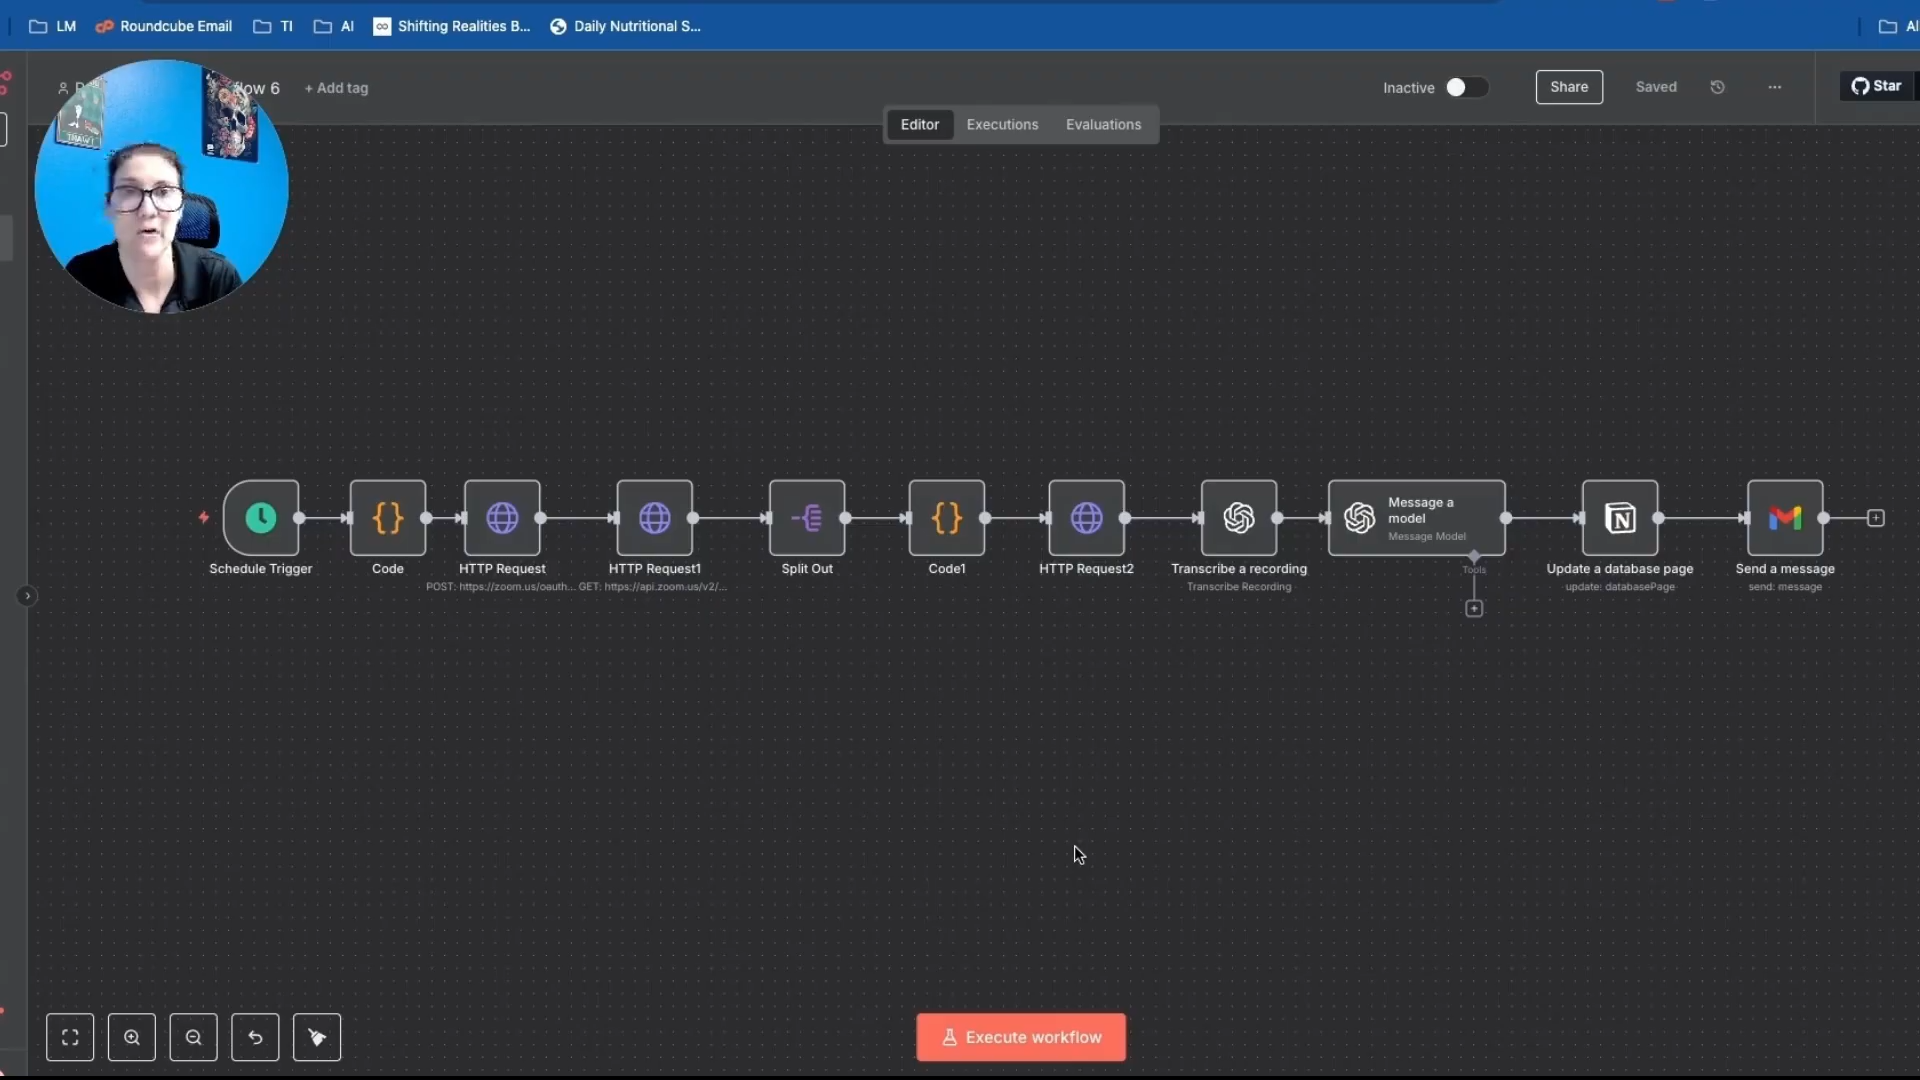 LM
Roundcube Email
TI
AI
Shifting Realities B...
Daily Nutritional S...
flow 6
+ Add tag
Inactive
Share
Saved
Star
Editor
Executions
Evaluations
Schedule Trigger
Code
HTTP Request
POST: https://zoom.us/oauth...
HTTP Request1
GET: https://api.zoom.us/v2/...
Split Out
Code1
HTTP Request2
Transcribe a recording
Transcribe Recording
Message a
model
Message Model
Tools
Update a database page
update: databasePage
Send a message
send: message
Execute workflow